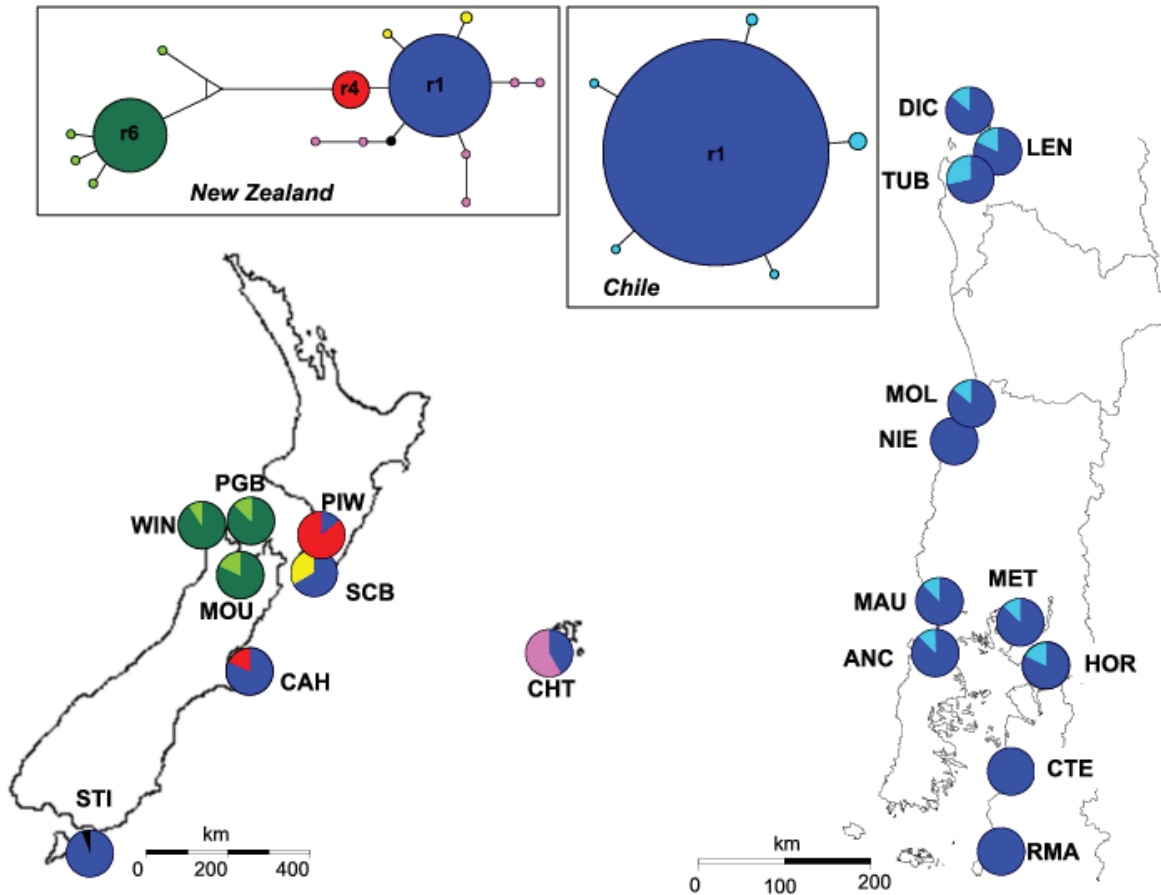 r6
r4
r1
New Zealand
r1
Chile
DIC
LEN
TUB
MOL
NIE
PGB
WIN
PIW
MOU
SCB
CAH
CHT
STI
MAU
MET
ANC
HOR
CTE
RMA
km
0 200 400
km
0 100 200